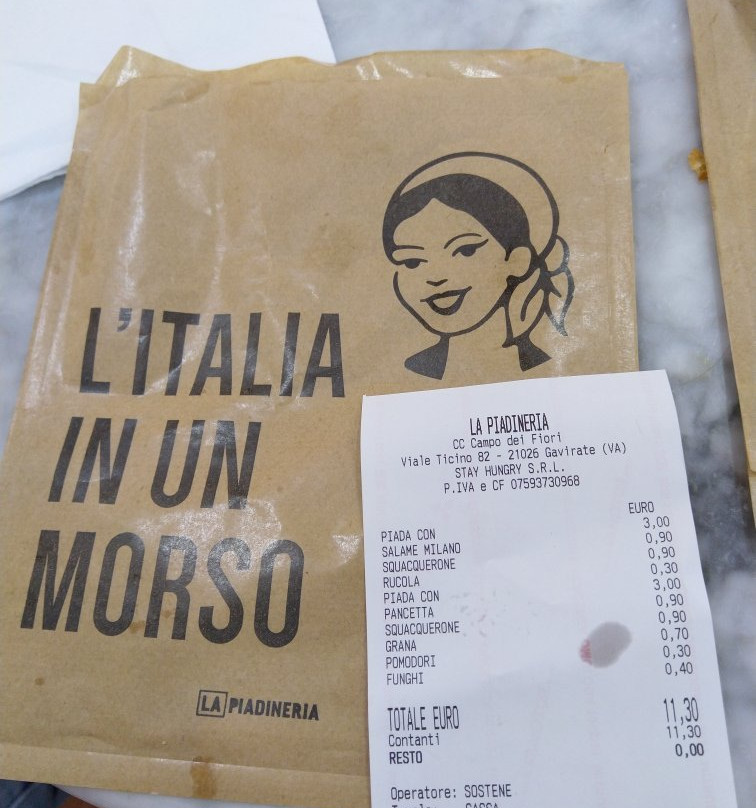 L'ITALIA
IN UN
MORSO
LA PIADINERIA
LA PIADINERIA
CC Campo dei Fiori
Viale Ticino 82 - 21026 Gavirate (VA)
STAY HUNGRY S.R.L.
P.IVA e CF 07593730968
EURO
PIADA CON 3,00
SALAME MILANO 0,90
SQUACQUERONE 0,90
RUCOLA 0,30
PIADA CON 3,00
PANCETTA 0,90
SQUACQUERONE 0,90
GRANA 0,70
POMODORI 0,30
FUNGHI 0,40
TOTALE EURO 11,30
Contanti 11,30
RESTO 0,00
Operatore: SOSTENE